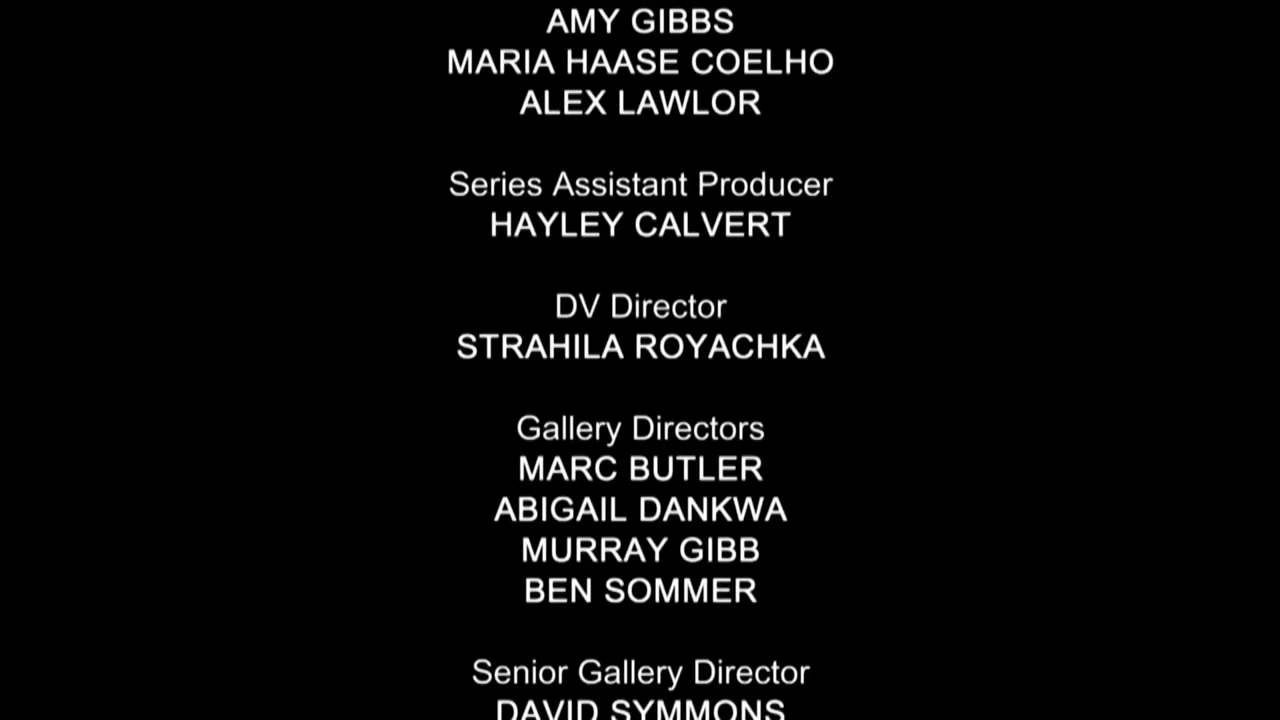 AMY GIBBS
MARIA HAASE COELHO
ALEX LAWLOR
Series Assistant Producer
HAYLEY CALVERT
DV Director
STRAHILA ROYACHKA
Gallery Directors
MARC BUTLER
ABIGAIL DANKWA
MURRAY GIBB
BEN SOMMER
Senior Gallery Director
DAVID SYMMONS